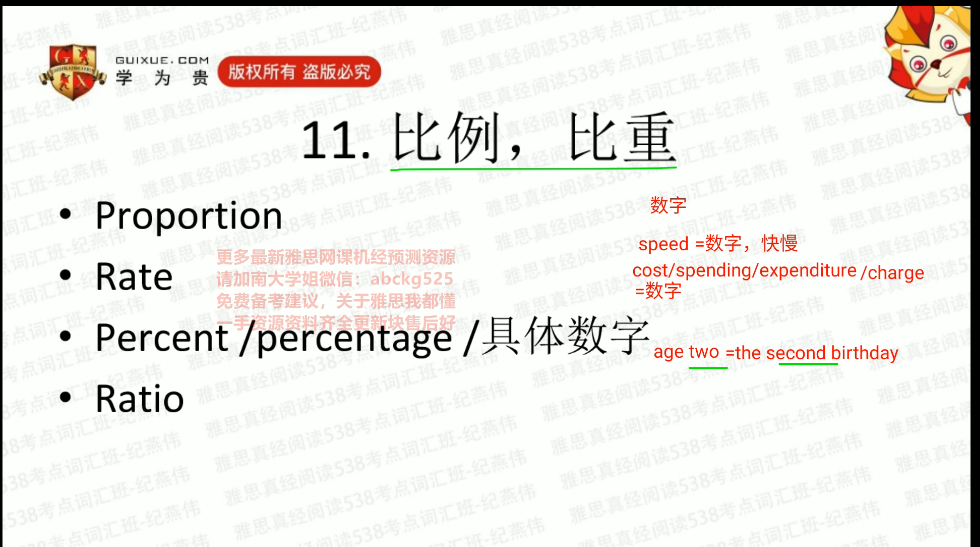 GUIXUE.COM
学为贵
版权所有 盗版必究
11. 比例，比重
• Proportion
数字
speed =数字，快慢
更多最新雅思网课机经预测资源
• Rate
请加南大学姐微信：abckg525
cost/spending/expenditure /charge
=数字
免费备考建议，关于雅思我都懂
一手资源资料齐全更新快售后好
• Percent /percentage /具体数字
age two =the second birthday
• Ratio
雅思真经阅读538考点词汇班-纪燕伟